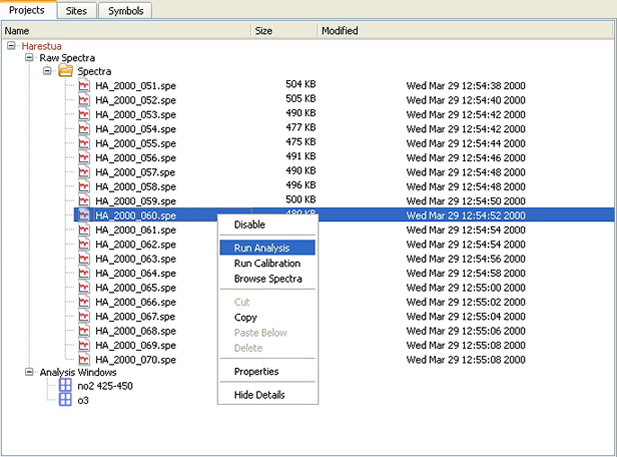 Projects Sites Symbols
Name Size Modified
Harestua
Raw Spectra
Spectra
HA_2000_051.spe 504 KB Wed Mar 29 12:54:38 2000
HA_2000_052.spe 505 KB Wed Mar 29 12:54:40 2000
HA_2000_053.spe 490 KB Wed Mar 29 12:54:42 2000
HA_2000_054.spe 477 KB Wed Mar 29 12:54:42 2000
HA_2000_055.spe 475 KB Wed Mar 29 12:54:44 2000
HA_2000_056.spe 491 KB Wed Mar 29 12:54:46 2000
HA_2000_057.spe 490 KB Wed Mar 29 12:54:48 2000
HA_2000_058.spe 496 KB Wed Mar 29 12:54:48 2000
HA_2000_059.spe 500 KB Wed Mar 29 12:54:50 2000
HA_2000_060.spe KB Wed Mar 29 12:54:52 2000
HA_2000_061.spe Wed Mar 29 12:54:54 2000
HA_2000_062.spe Wed Mar 29 12:54:54 2000
HA_2000_063.spe Wed Mar 29 12:54:56 2000
HA_2000_064.spe Wed Mar 29 12:54:58 2000
HA_2000_065.spe Wed Mar 29 12:55:00 2000
HA_2000_066.spe Wed Mar 29 12:55:02 2000
HA_2000_067.spe Wed Mar 29 12:55:04 2000
HA_2000_068.spe Wed Mar 29 12:55:06 2000
HA_2000_069.spe Wed Mar 29 12:55:08 2000
HA_2000_070.spe Wed Mar 29 12:55:08 2000
Analysis Windows
no2 425-450
o3
Disable
Run Analysis
Run Calibration
Browse Spectra
Cut
Copy
Paste Below
Delete
Properties
Hide Details